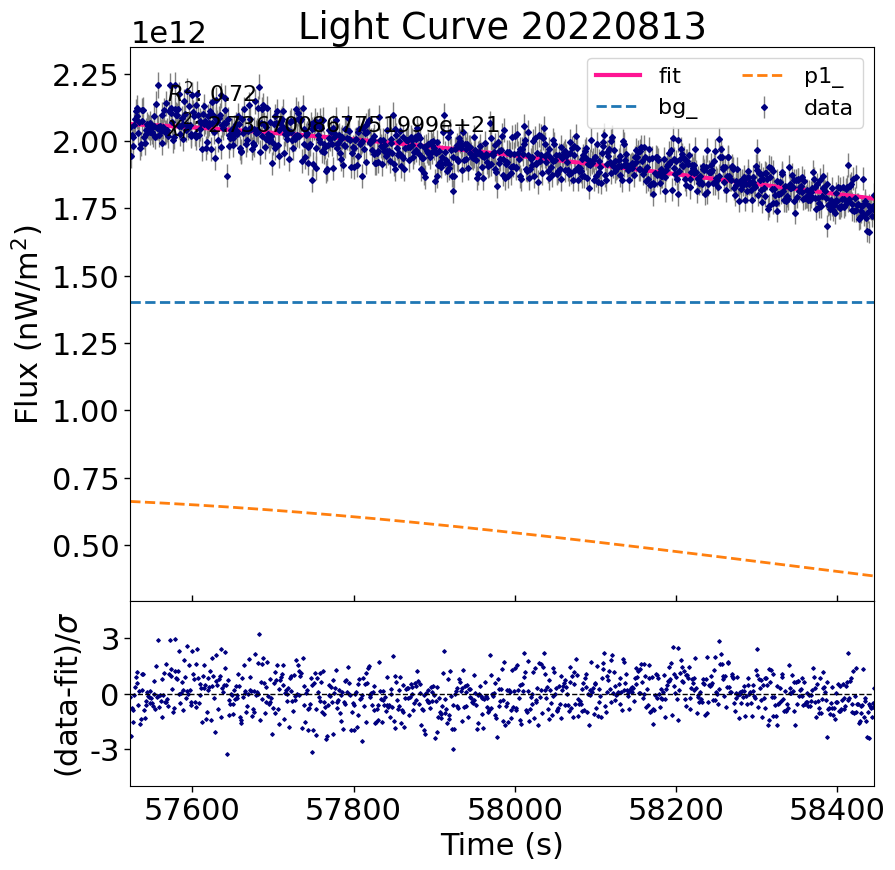 Light Curve 20220813
1e12
fit
bg_
p1_
data
R²: 0.72
2.25
2.00
1.75
1.50
1.25
1.00
0.75
0.50
Flux (nW/m²)
3
0
-3
(data-fit)/σ
57600 57800 58000 58200 58400
Time (s)